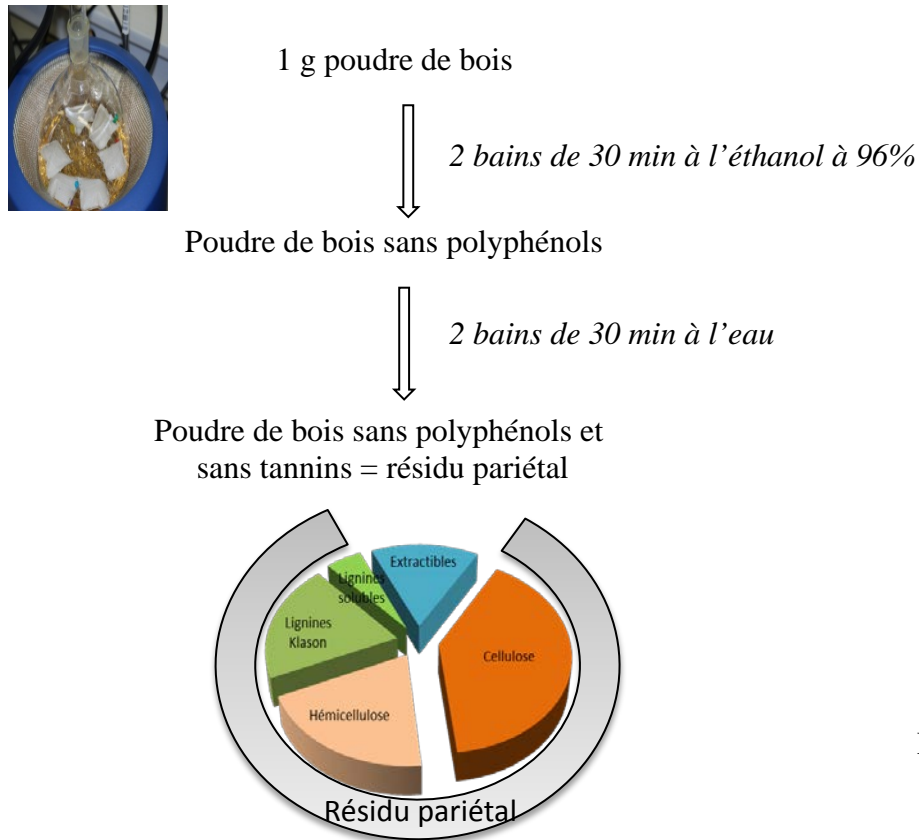 1 g poudre de bois
2 bains de 30 min à l’éthanol à 96%
Poudre de bois sans polyphénols
2 bains de 30 min à l’eau
Poudre de bois sans polyphénols et
sans tannins = résidu pariétal
Extractibles
Lignines
solubles
Lignines
Klason
Cellulose
Hémicellulose
Résidu pariétal